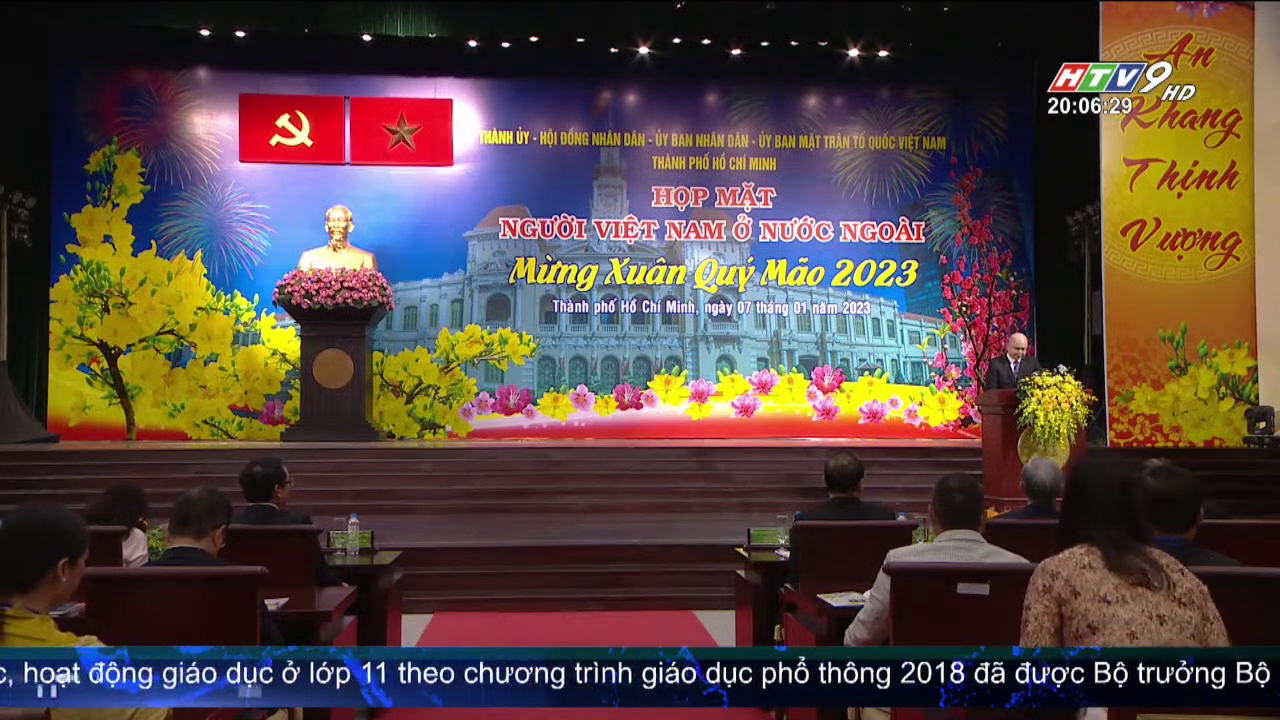 HTV9 HD
20:06:29
An
Khang
Thịnh
Vượng
THÀNH ỦY - HỘI ĐỒNG NHÂN DÂN - ỦY BAN NHÂN DÂN - ỦY BAN MẶT TRẬN TỔ QUỐC VIỆT NAM
THÀNH PHỐ HỒ CHÍ MINH
HỌP MẶT
NGƯỜI VIỆT NAM Ở NƯỚC NGOÀI
Mừng Xuân Quý Mão 2023
Thành phố Hồ Chí Minh, ngày 07 tháng 01 năm 2023
, hoạt động giáo dục ở lớp 11 theo chương trình giáo dục phổ thông 2018 đã được Bộ trưởng Bộ